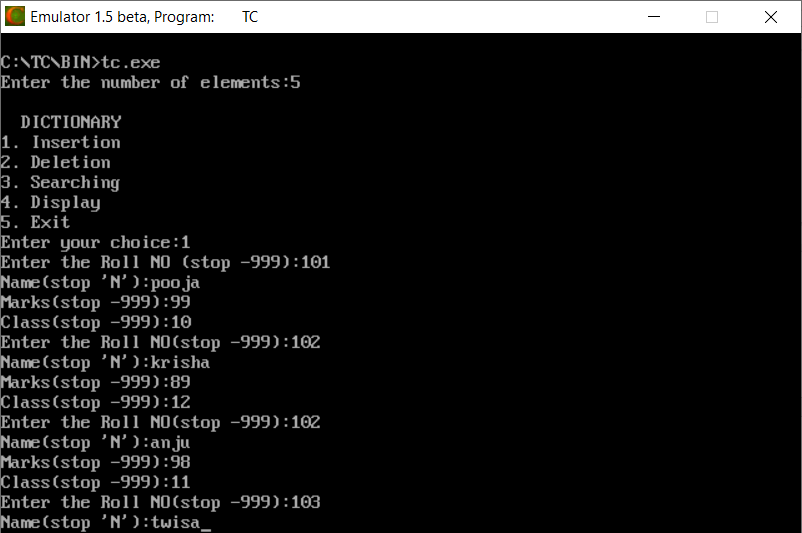 Emulator 1.5 beta, Program: TC
C:\TC\BIN>tc.exe
Enter the number of elements:5
DICTIONARY
1. Insertion
2. Deletion
3. Searching
4. Display
5. Exit
Enter your choice:1
Enter the Roll NO (stop -999):101
Name(stop 'N'):pooja
Marks(stop -999):99
Class(stop -999):10
Enter the Roll NO(stop -999):102
Name(stop 'N'):krisha
Marks(stop -999):89
Class(stop -999):12
Enter the Roll NO(stop -999):102
Name(stop 'N'):anju
Marks(stop -999):98
Class(stop -999):11
Enter the Roll NO(stop -999):103
Name(stop 'N'):twisa_